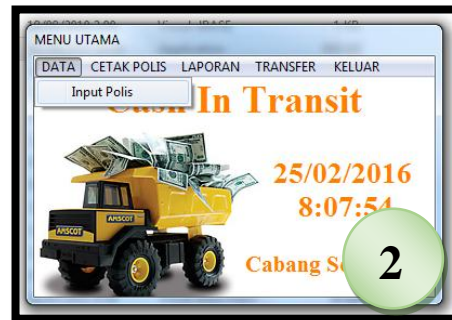 MENU UTAMA
DATA CETAK POLIS LAPORAN TRANSFER KELUAR
Input Polis
In Transit
25/02/2016
8:07:54
Cabang
2
AMSCOT
AMSCOT